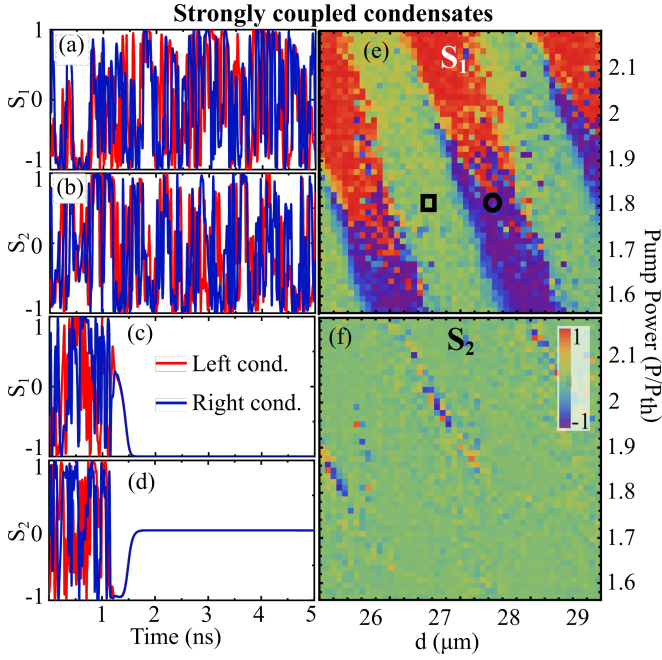 Strongly coupled condensates
(a)
S1
1
0
-1
(b)
S2
1
0
-1
(c)
S1
1
0
-1
Left cond.
Right cond.
(d)
S2
1
0
-1
0
1
2
3
4
5
Time (ns)
(e)
S1
2.1
2
1.9
1.8
1.7
1.6
(f)
S2
1
-1
2.1
2
1.9
1.8
1.7
1.6
Pump Power (P/Pth)
26
27
28
29
d (μm)